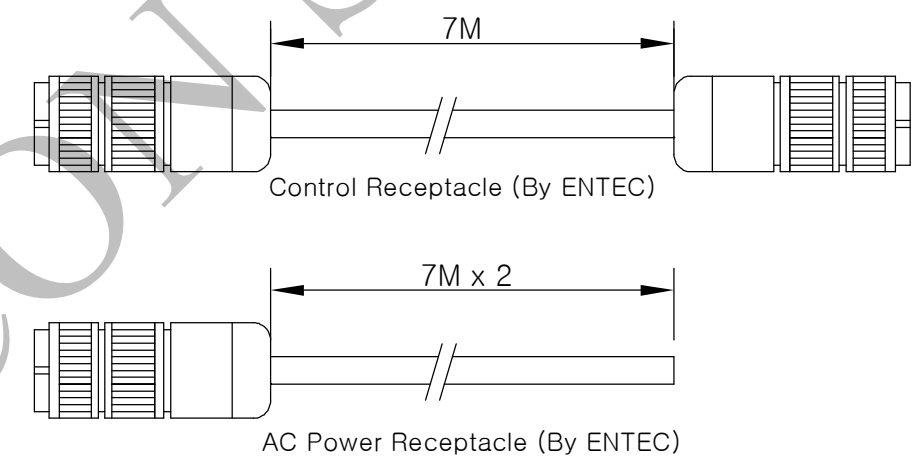 7M
Control Receptacle (By ENTEC)
7M x 2
AC Power Receptacle (By ENTEC)